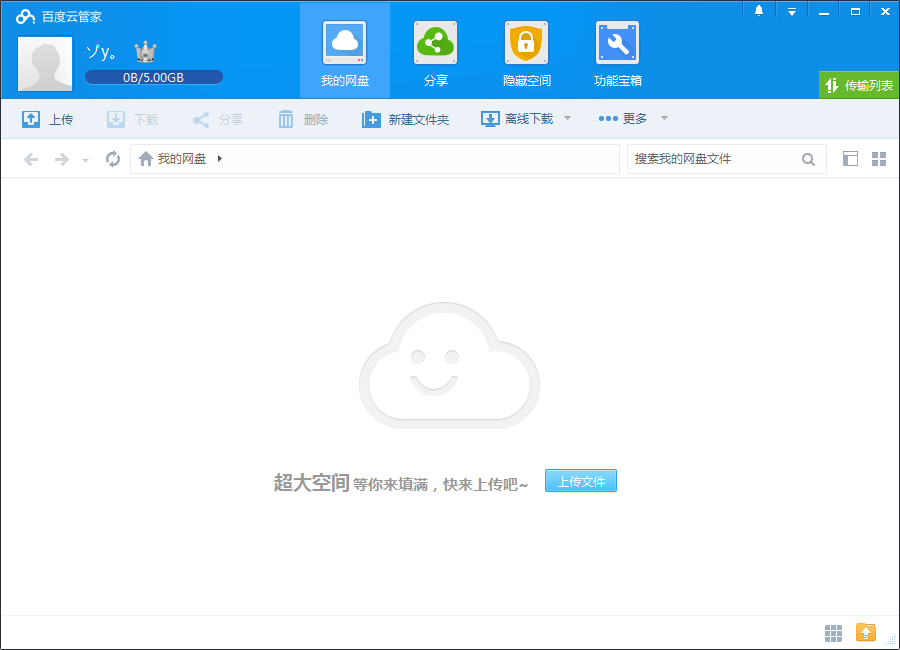 百度云管家
ゾy。
0B/5.00GB
我的网盘
分享
隐藏空间
功能宝箱
传输列表
上传
下载
分享
删除
新建文件夹
离线下载
更多
我的网盘
搜索我的网盘文件
超大空间 等你来填满，快来上传吧~
上传文件